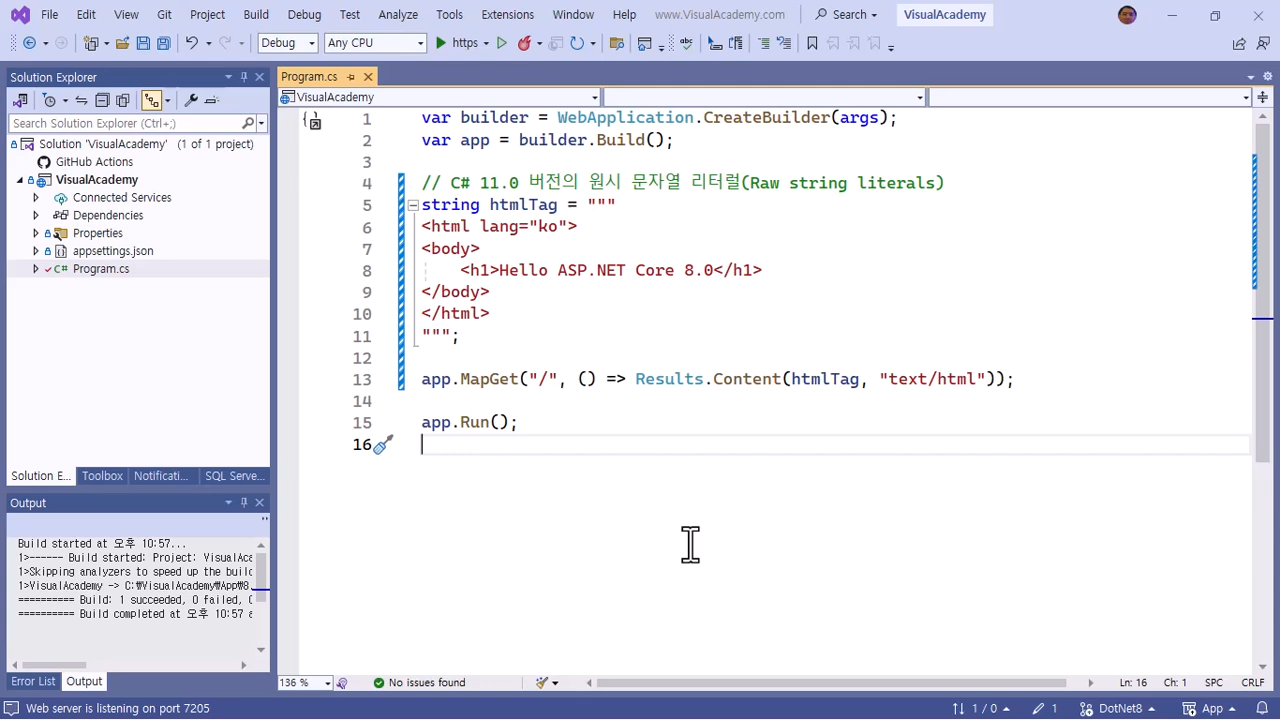 File Edit View Git Project Build Debug Test Analyze Tools Extensions Window Help www.VisualAcademy.com Search VisualAcademy
Debug Any CPU https
Solution Explorer
Search Solution Explorer (Ctrl+;)
Solution 'VisualAcademy' (1 of 1 project)
GitHub Actions
VisualAcademy
Connected Services
Dependencies
Properties
appsettings.json
C# Program.cs
Solution E... Toolbox Notificati... SQL Serve...
Program.cs
VisualAcademy
1 var builder = WebApplication.CreateBuilder(args);
2 var app = builder.Build();
3
4 // C# 11.0 버전의 원시 문자열 리터럴(Raw string literals)
5 string htmlTag = """
6 <html lang="ko">
7 <body>
8 <h1>Hello ASP.NET Core 8.0</h1>
9 </body>
10 </html>
11 """;
12
13 app.MapGet("/", () => Results.Content(htmlTag, "text/html"));
14
15 app.Run();
16
Output
Build started at 오후 10:57...
1>------ Build started: Project: VisualAca
1>Skipping analyzers to speed up the build
1>VisualAcademy -> C:\VisualAcademy\App\8.
========== Build: 1 succeeded, 0 failed, 0
========== Build completed at 오후 10:57 a
Error List Output
136 % No issues found Ln: 16 Ch: 1 SPC CRLF
Web server is listening on port 7205 1 / 0 1 DotNet8 App